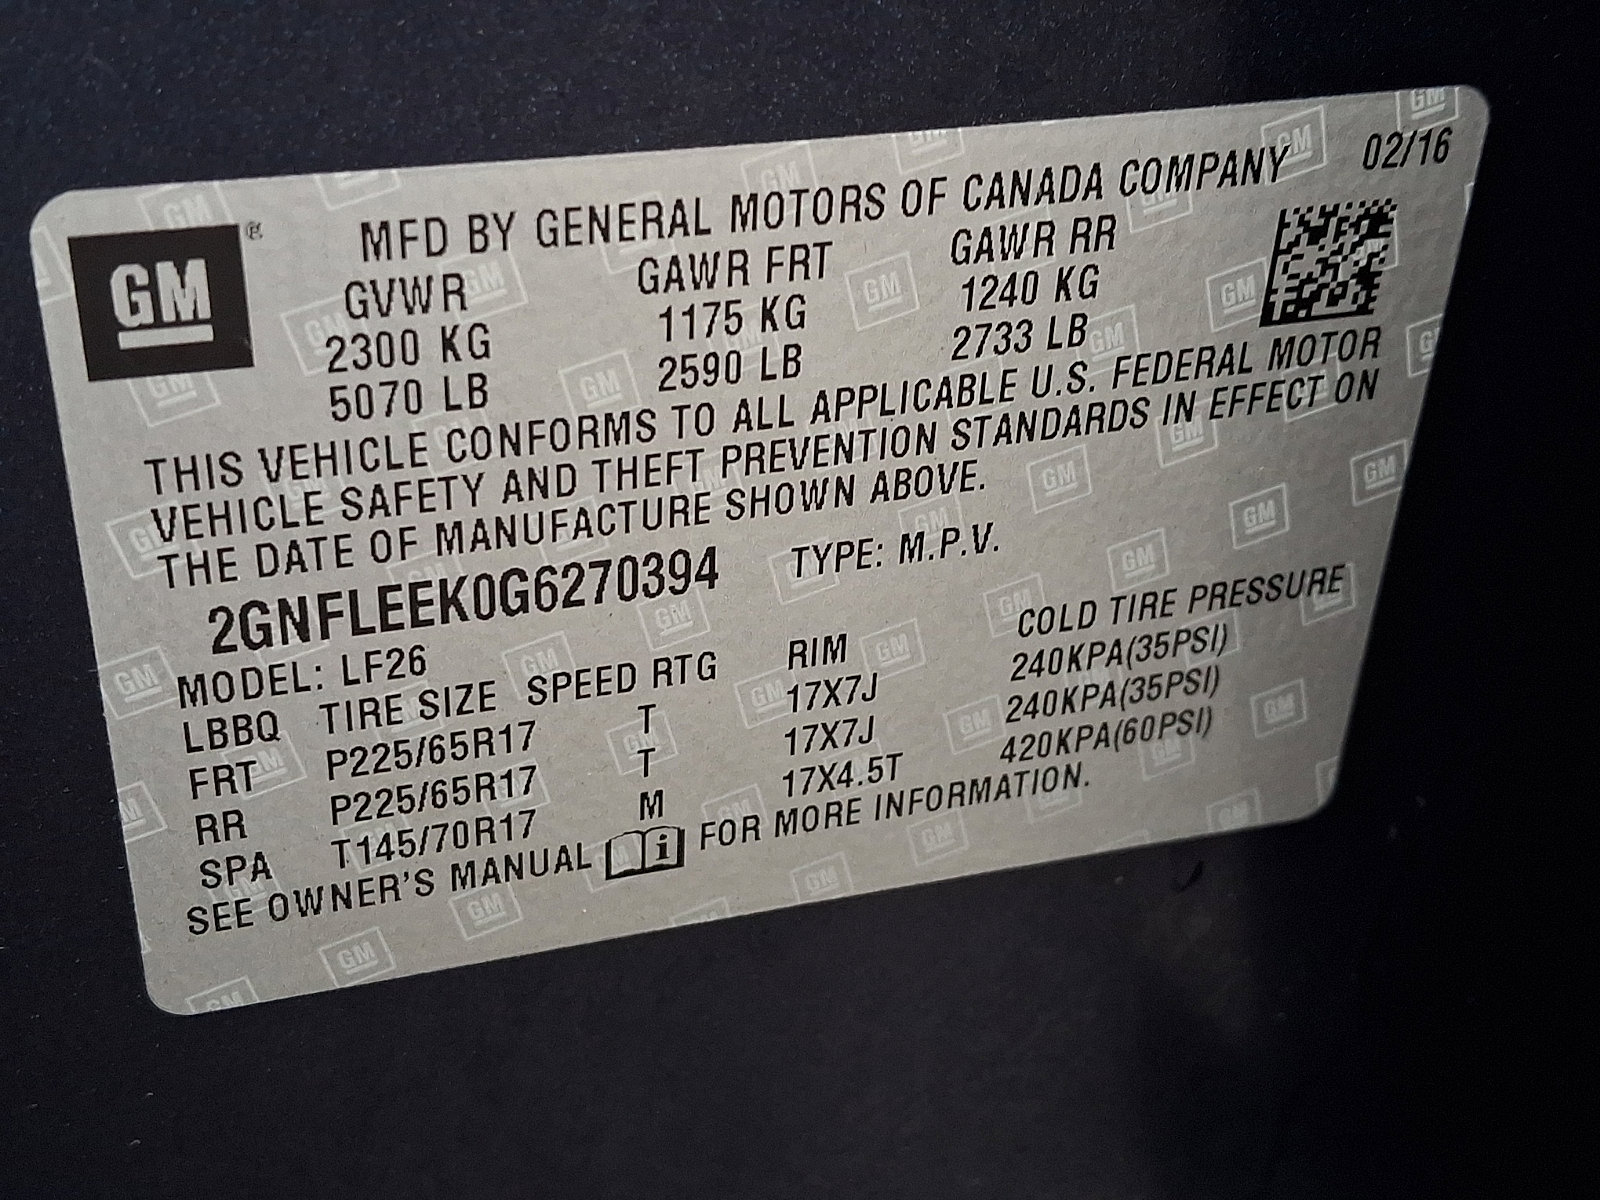 MFD BY GENERAL MOTORS OF CANADA COMPANY 02/16
GM ®
GVWR GAWR FRT GAWR RR
2300 KG 1175 KG 1240 KG
5070 LB 2590 LB 2733 LB
THIS VEHICLE CONFORMS TO ALL APPLICABLE U.S. FEDERAL MOTOR
VEHICLE SAFETY AND THEFT PREVENTION STANDARDS IN EFFECT ON
THE DATE OF MANUFACTURE SHOWN ABOVE.
2GNFLEEK0G6270394 TYPE: M.P.V.
MODEL: LF26
LBBQ TIRE SIZE SPEED RTG RIM COLD TIRE PRESSURE
FRT P225/65R17 T 17X7J 240KPA(35PSI)
RR P225/65R17 T 17X7J 240KPA(35PSI)
SPA T145/70R17 M 17X4.5T 420KPA(60PSI)
SEE OWNER'S MANUAL i FOR MORE INFORMATION.